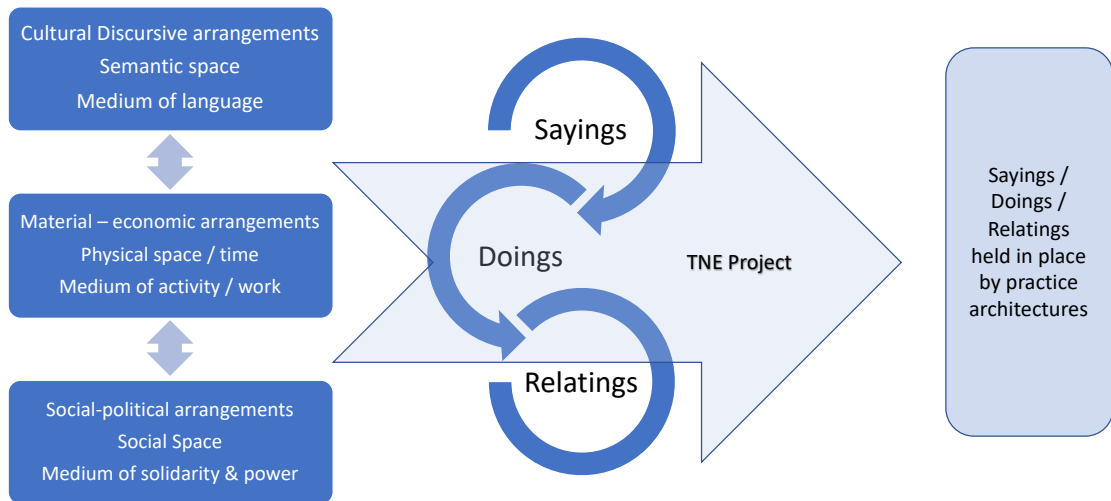 Cultural Discursive arrangements
Semantic space
Medium of language
Material – economic arrangements
Physical space / time
Medium of activity / work
Social-political arrangements
Social Space
Medium of solidarity & power
Sayings
Doings
Relatings
TNE Project
Sayings /
Doings /
Relatings
held in place
by practice
architectures